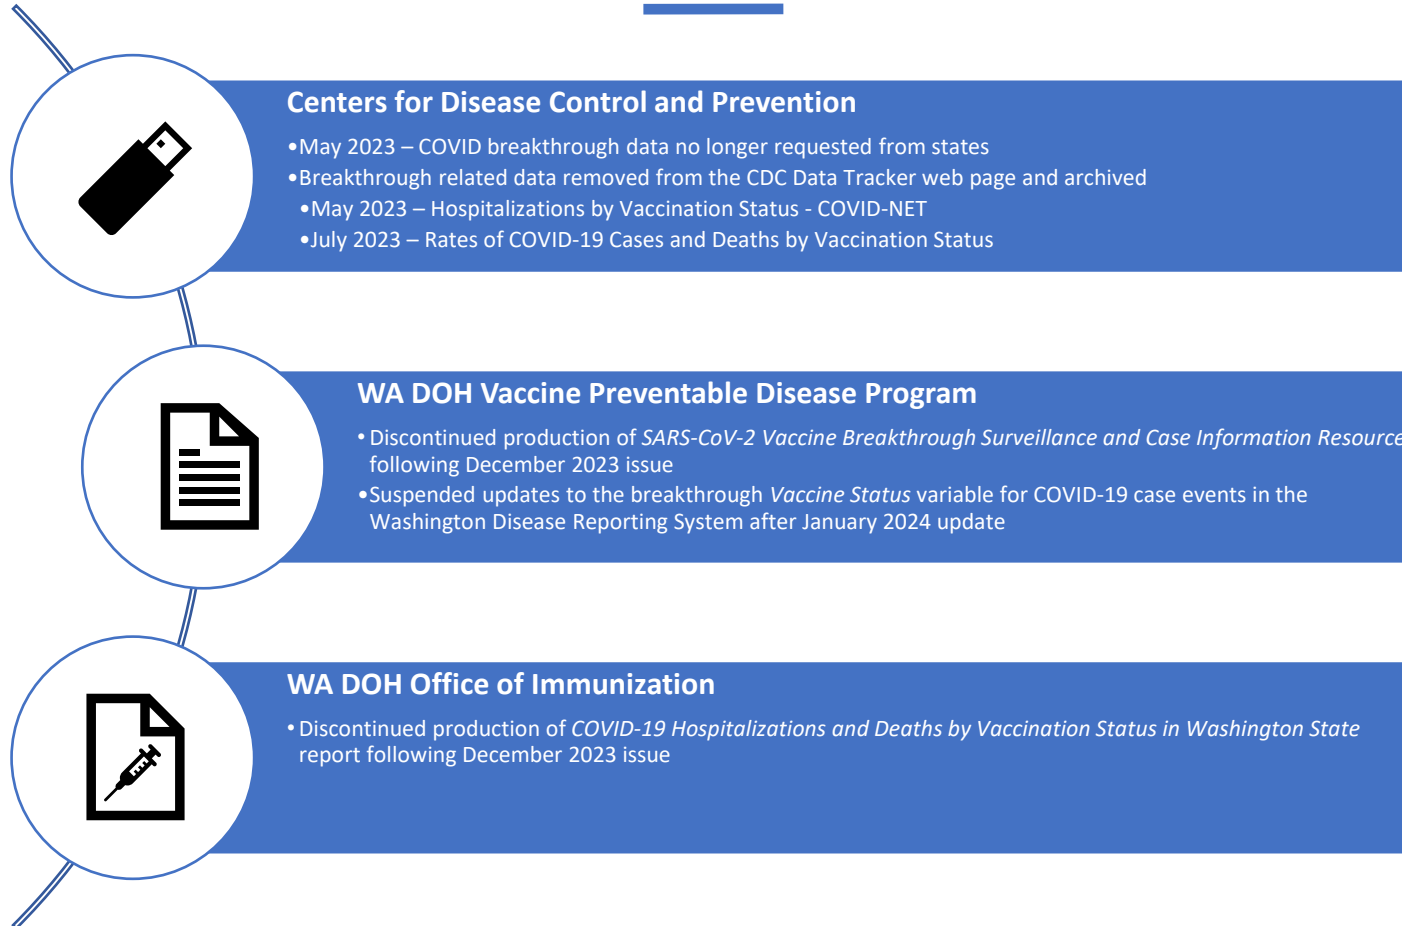 Centers for Disease Control and Prevention
•May 2023 – COVID breakthrough data no longer requested from states
•Breakthrough related data removed from the CDC Data Tracker web page and archived
•May 2023 – Hospitalizations by Vaccination Status - COVID-NET
•July 2023 – Rates of COVID-19 Cases and Deaths by Vaccination Status
WA DOH Vaccine Preventable Disease Program
•Discontinued production of SARS-CoV-2 Vaccine Breakthrough Surveillance and Case Information Resource
following December 2023 issue
•Suspended updates to the breakthrough Vaccine Status variable for COVID-19 case events in the
Washington Disease Reporting System after January 2024 update
WA DOH Office of Immunization
•Discontinued production of COVID-19 Hospitalizations and Deaths by Vaccination Status in Washington State
report following December 2023 issue